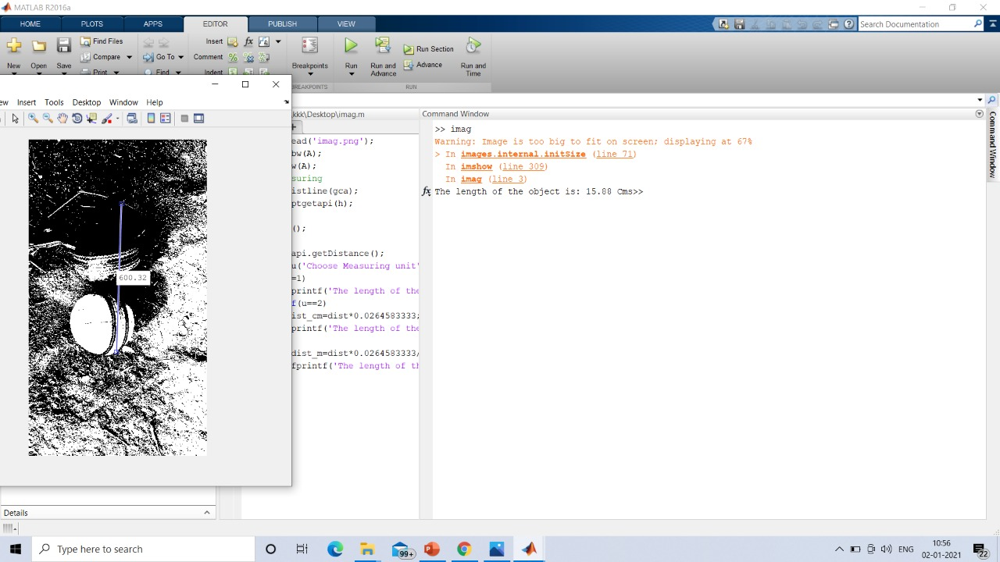 MATLAB R2016a
HOME PLOTS APPS EDITOR PUBLISH VIEW
Search Documentation
New Open Save Find Files Compare Print
Go To Find
Insert Comment Indent
Breakpoints
Run Run and Advance Run Section Advance Run and Time
BREAKPOINTS RUN
ew Insert Tools Desktop Window Help
600.32
kkk\Desktop\imag.m
ead('imag.png');
bw(A);
w(A);
suring
istline(gca);
ptgetapi(h);
();
api.getDistance();
u('Choose Measuring unit'
=1)
printf('The length of the
f(u==2)
ist_cm=dist*0.0264583333;
printf('The length of the
dist_m=dist*0.0264583333/
fprintf('The length of th
Command Window
>> imag
Warning: Image is too big to fit on screen; displaying at 67%
> In images.internal.initSize (line 71)
In imshow (line 309)
In imag (line 3)
fx The length of the object is: 15.88 Cms>>
Command Window
Details
Type here to search
99+
ENG
10:56
02-01-2021
22